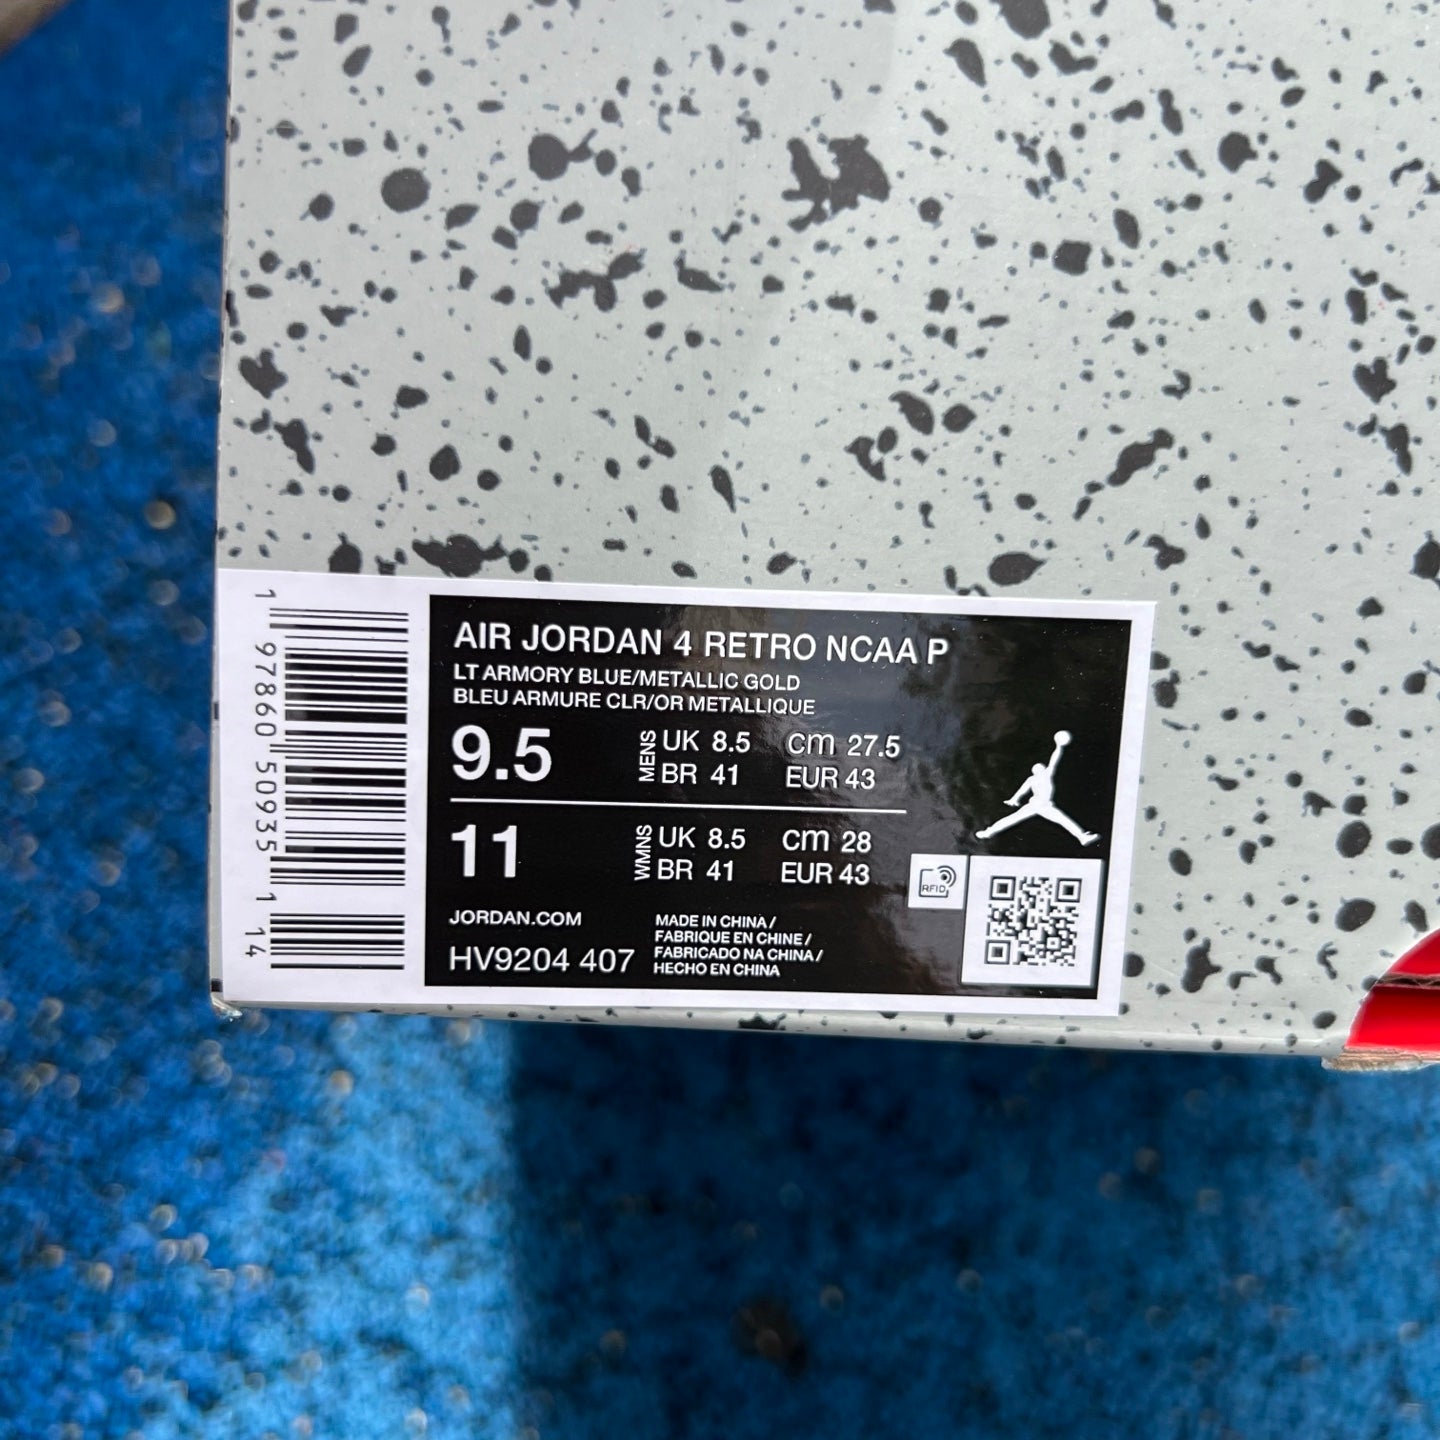 1 97860 50935 1 14
AIR JORDAN 4 RETRO NCAA P
LT ARMORY BLUE/METALLIC GOLD
BLEU ARMURE CLR/OR METALLIQUE
9.5 MENS UK 8.5 cm 27.5
BR 41 EUR 43
11 WMNS UK 8.5 cm 28
BR 41 EUR 43
RFID
JORDAN.COM
HV9204 407
MADE IN CHINA/
FABRIQUE EN CHINE/
FABRICADO NA CHINA/
HECHO EN CHINA